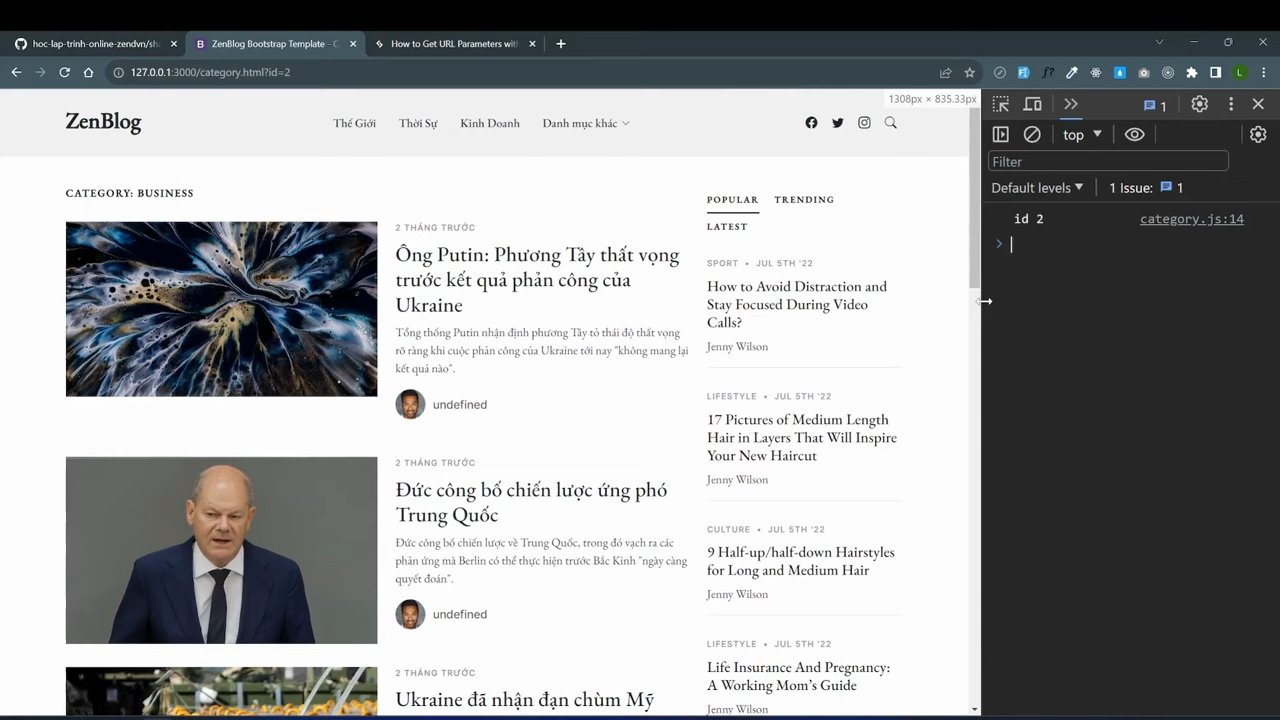 hoc-lap-trinh-online-zendvn/sha
ZenBlog Bootstrap Template - C
How to Get URL Parameters with
127.0.0.1:3000/category.html?id=2
1308px × 835.33px
ZenBlog
Thế Giới
Thời Sự
Kinh Doanh
Danh mục khác
CATEGORY: BUSINESS
2 THÁNG TRƯỚC
Ông Putin: Phương Tây thất vọng
trước kết quả phản công của
Ukraine
Tổng thống Putin nhận định phương Tây tỏ thái độ thất vọng
rõ ràng khi cuộc phản công của Ukraine tới nay "không mang lại
kết quả nào".
undefined
2 THÁNG TRƯỚC
Đức công bố chiến lược ứng phó
Trung Quốc
Đức công bố chiến lược về Trung Quốc, trong đó vạch ra các
phản ứng mà Berlin có thể thực hiện trước Bắc Kinh "ngày càng
quyết đoán".
undefined
2 THÁNG TRƯỚC
Ukraine đã nhận đạn chùm Mỹ
POPULAR
TRENDING
LATEST
SPORT • JUL 5TH '22
How to Avoid Distraction and
Stay Focused During Video
Calls?
Jenny Wilson
LIFESTYLE • JUL 5TH '22
17 Pictures of Medium Length
Hair in Layers That Will Inspire
Your New Haircut
Jenny Wilson
CULTURE • JUL 5TH '22
9 Half-up/half-down Hairstyles
for Long and Medium Hair
Jenny Wilson
LIFESTYLE • JUL 5TH '22
Life Insurance And Pregnancy:
A Working Mom's Guide
Jenny Wilson
1
top
Filter
Default levels
1 Issue: 1
id 2
category.js:14